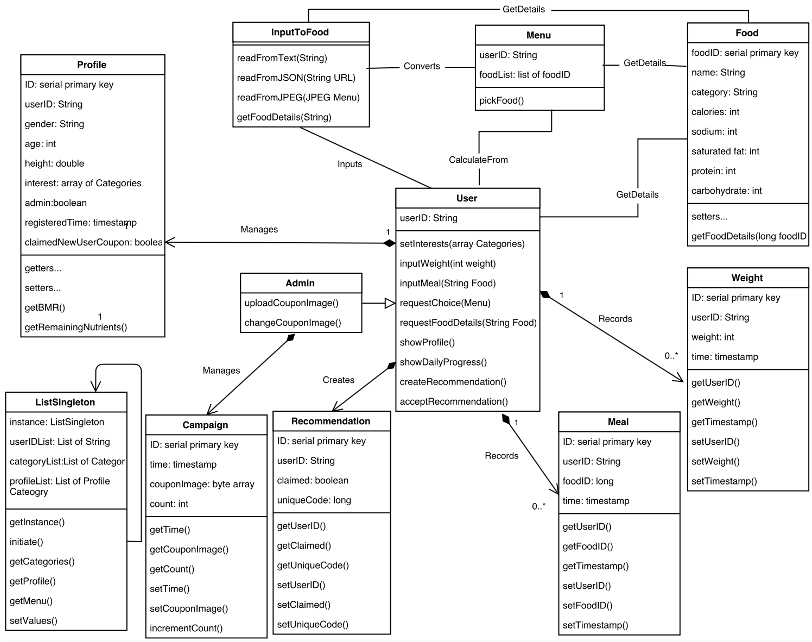 GetDetails
InputToFood
readFromText(String)
readFromJSON(String URL)
readFromJPEG(JPEG Menu)
getFoodDetails(String)
Converts
Menu
userID: String
foodList: list of foodID
pickFood()
GetDetails
Food
foodID: serial primary key
name: String
category: String
calories: int
sodium: int
saturated fat: int
protein: int
carbohydrate: int
setters...
getFoodDetails(long foodID
Profile
ID: serial primary key
userID: String
gender: String
age: int
height: double
interest: array of Categories
admin:boolean
registeredTime: timestamp
claimedNewUserCoupon: boolea
getters...
setters...
getBMR()
1
getRemainingNutrients()
Inputs
CalculateFrom
GetDetails
Manages
1
User
userID: String
setInterests(array Categories)
inputWeight(int weight)
inputMeal(String Food)
requestChoice(Menu)
requestFoodDetails(String Food)
showProfile()
showDailyProgress()
createRecommendation()
acceptRecommendation()
Admin
uploadCouponImage()
changeCouponImage()
Manages
Creates
1
Records
0..*
Weight
ID: serial primary key
userID: String
weight: int
time: timestamp
getUserID()
getWeight()
getTimestamp()
setUserID()
setWeight()
setTimestamp()
ListSingleton
instance: ListSingleton
userIDList: List of String
categoryList:List of Categor
profileList: List of Profile
Cateogry
getInstance()
initiate()
getCategories()
getProfile()
getMenu()
setValues()
Campaign
ID: serial primary key
time: timestamp
couponImage: byte array
count: int
getTime()
getCouponImage()
getCount()
setTime()
setCouponImage()
incrementCount()
Recommendation
ID: serial primary key
userID: String
claimed: boolean
uniqueCode: long
getUserID()
getClaimed()
getUniqueCode()
setUserID()
setClaimed()
setUniqueCode()
1
Records
0..*
Meal
ID: serial primary key
userID: String
foodID: long
time: timestamp
getUserID()
getFoodID()
getTimestamp()
setUserID()
setFoodID()
setTimestamp()